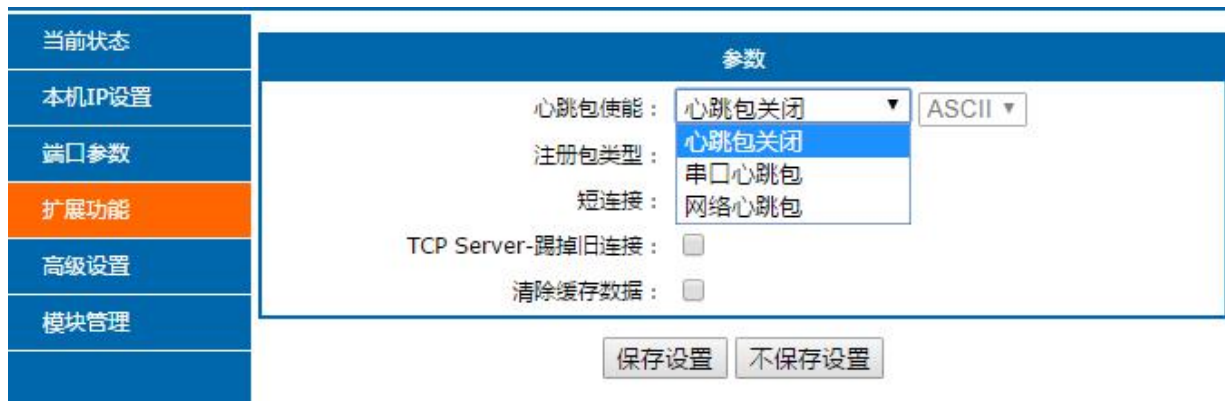 当前状态
本机IP设置
端口参数
扩展功能
高级设置
模块管理
参数
心跳包使能： 心跳包关闭 ASCII
心跳包关闭
注册包类型：
串口心跳包
短连接：
网络心跳包
TCP Server-踢掉旧连接：
清除缓存数据：
保存设置 不保存设置